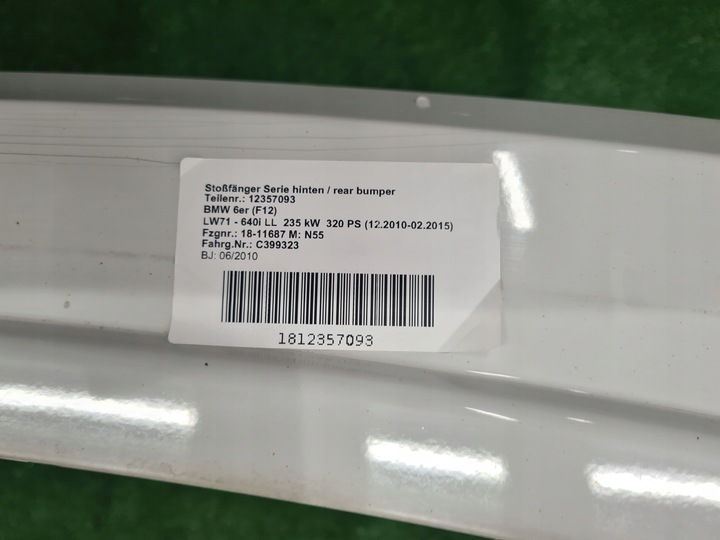 Stoßfänger Serie hinten / rear bumper
Teilenr.: 12357093
BMW 6er (F12)
LW71 - 640i LL 235 kW 320 PS (12.2010-02.2015)
Fzgnr.: 18-11687 M: N55
Fahrg.Nr.: C399323
BJ: 06/2010
1812357093